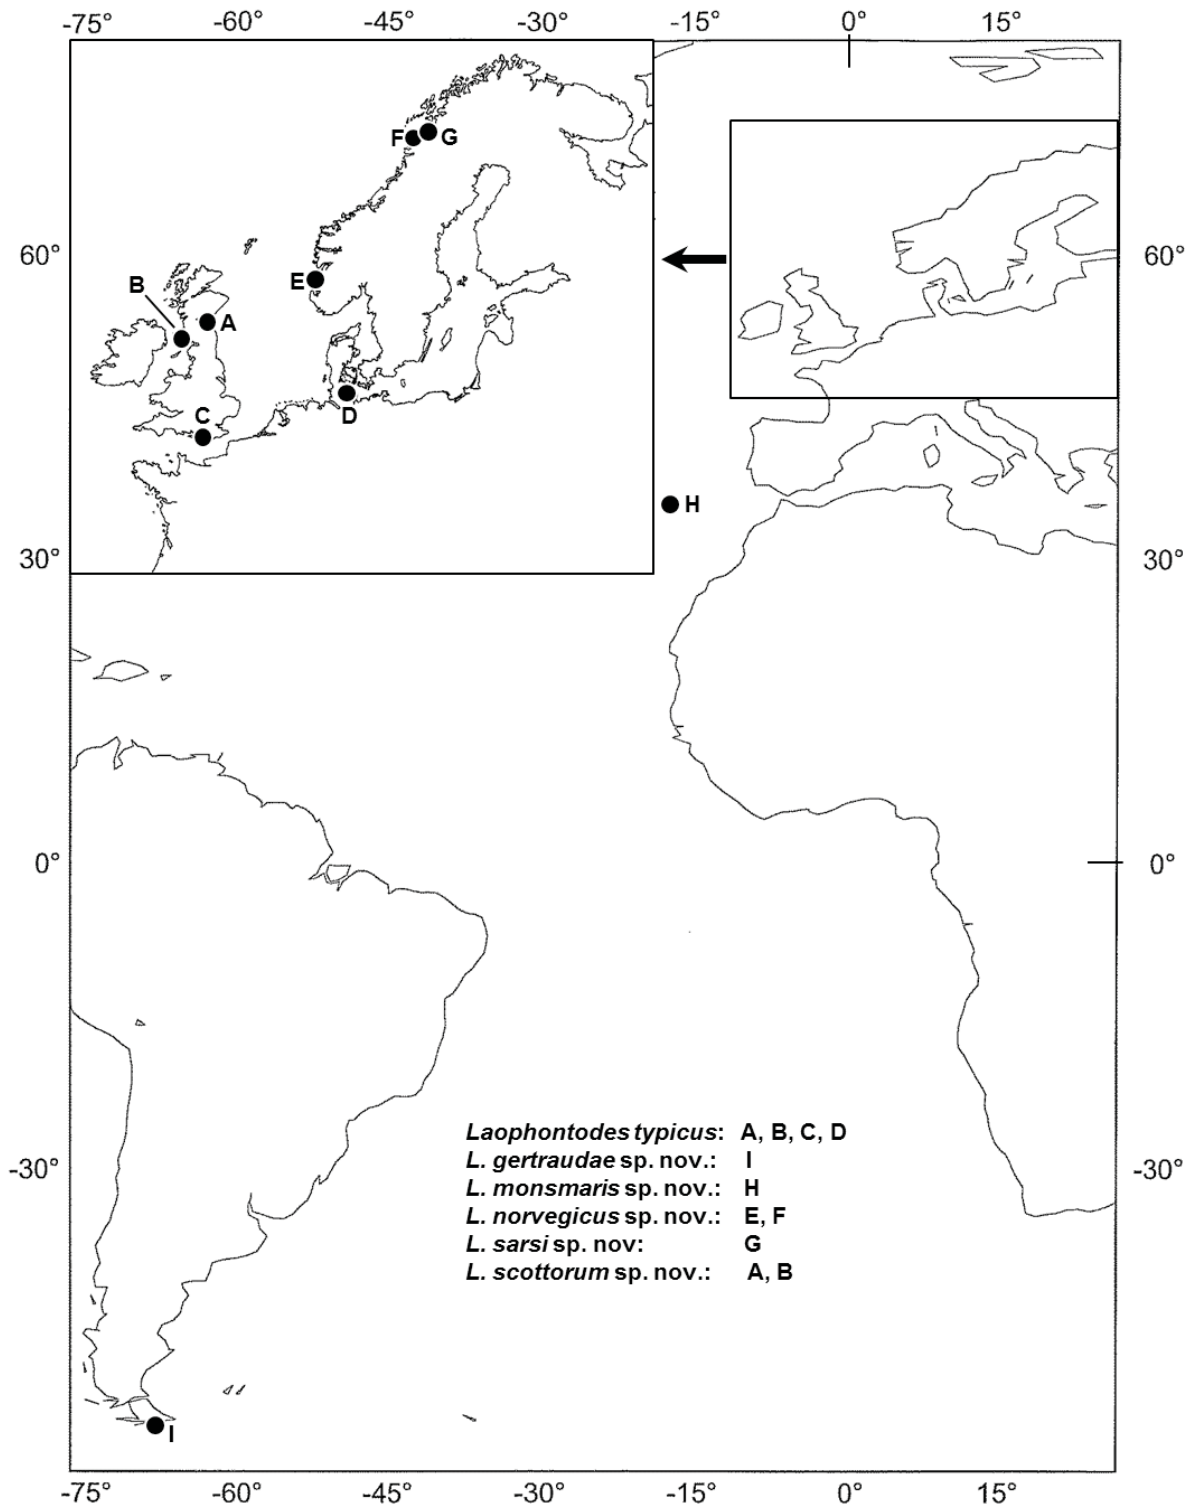 -75° -60° -45° -30° -15° 0° 15°
F G
60° E 60°
B
A
C
D
H
30° 30°
0° 0°
Laophontodes typicus: A, B, C, D
-30° L. gertraudae sp. nov.: I -30°
L. monsmaris sp. nov.: H
L. norvegicus sp. nov.: E, F
L. sarsi sp. nov: G
L. scottorum sp. nov.: A, B
I
-75° -60° -45° -30° -15° 0° 15°